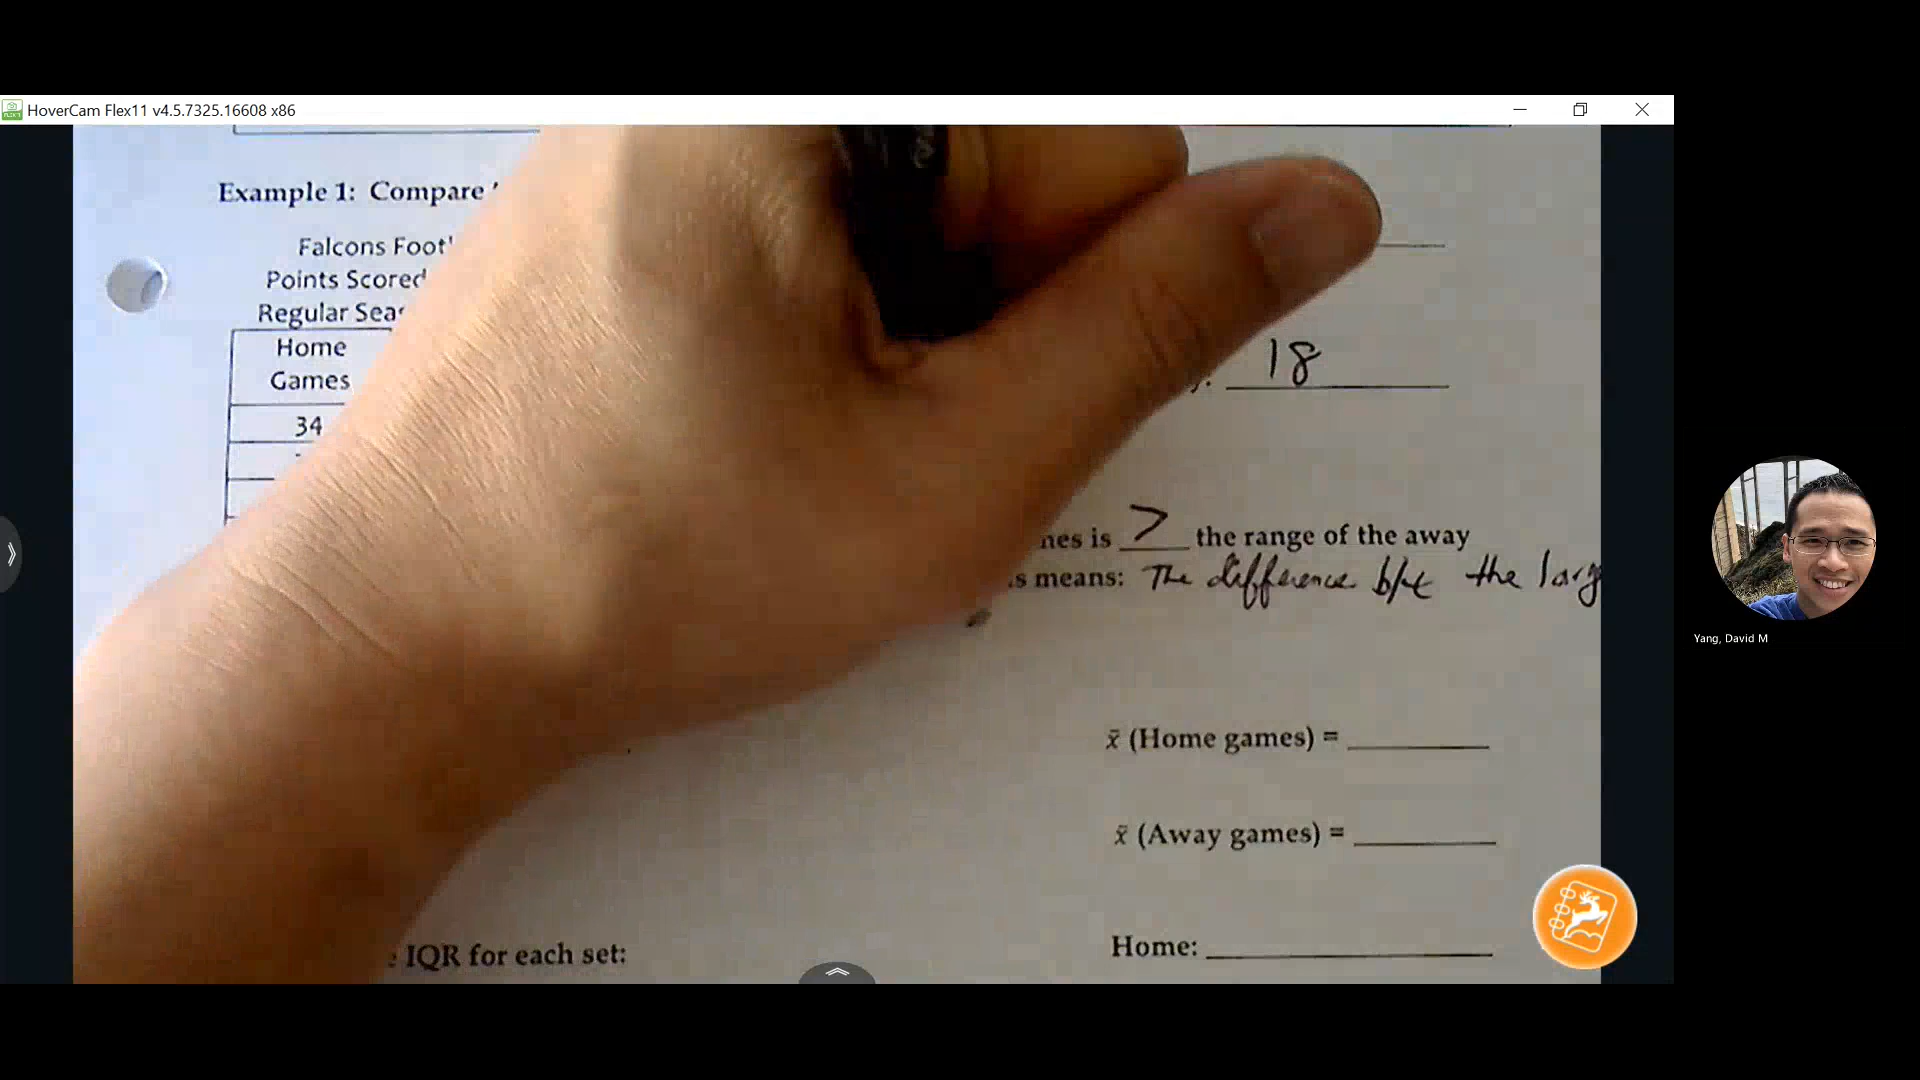 HoverCam Flex11 v4.5.7325.16608 x86
Example 1: Compare
Falcons Foot
Points Scored
Regular Sea
Home
Games
34
18
nes is > the range of the away
s means: The difference b/t the larg
x̄ (Home games) =
x̄ (Away games) =
IQR for each set:
Home:
Yang, David M